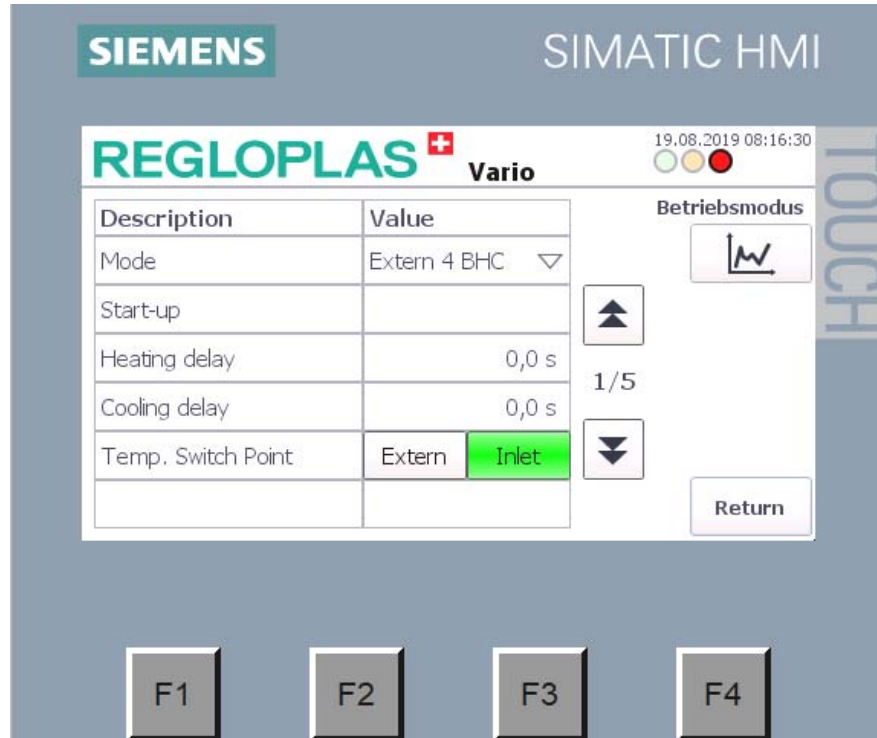 SIEMENS
SIMATIC HMI
TOUCH
REGLOPLAS Vario
19.08.2019 08:16:30
Description Value
Betriebsmodus
Mode Extern 4 BHC
Start-up
Heating delay 0,0 s
1/5
Cooling delay 0,0 s
Temp. Switch Point Extern Inlet
Return
F1 F2 F3 F4